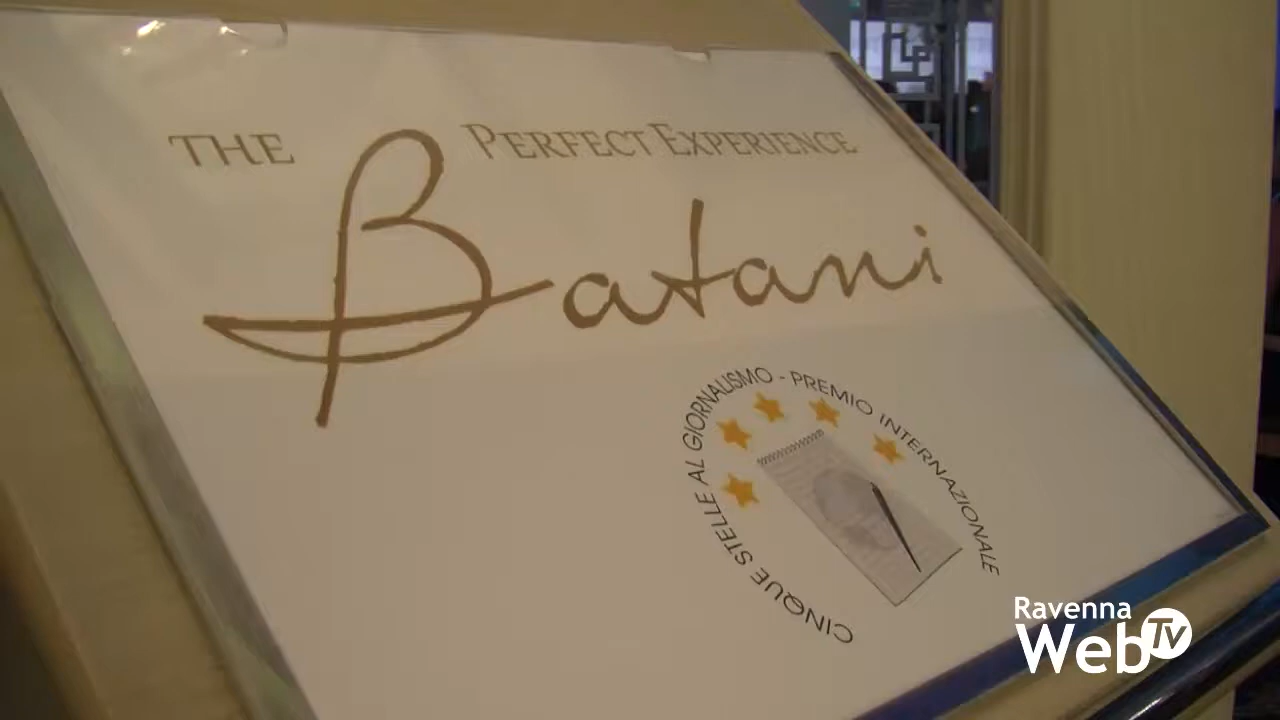 THE PERFECT EXPERIENCE
Batani
CINQUE STELLE AL GIORNALISMO - PREMIO INTERNAZIONALE
Ravenna
WebTV